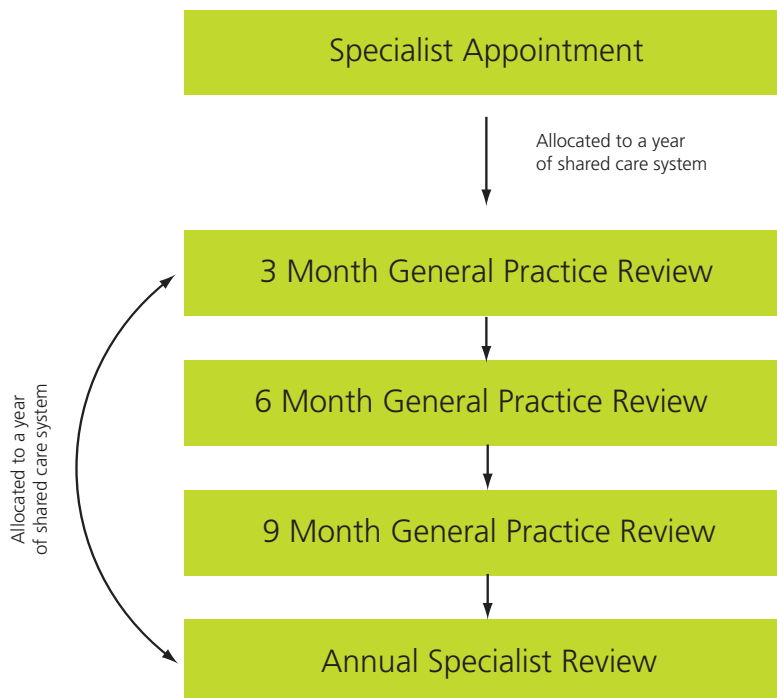 Specialist Appointment
Allocated to a year
of shared care system
3 Month General Practice Review
6 Month General Practice Review
Allocated to a year
of shared care system
9 Month General Practice Review
Annual Specialist Review